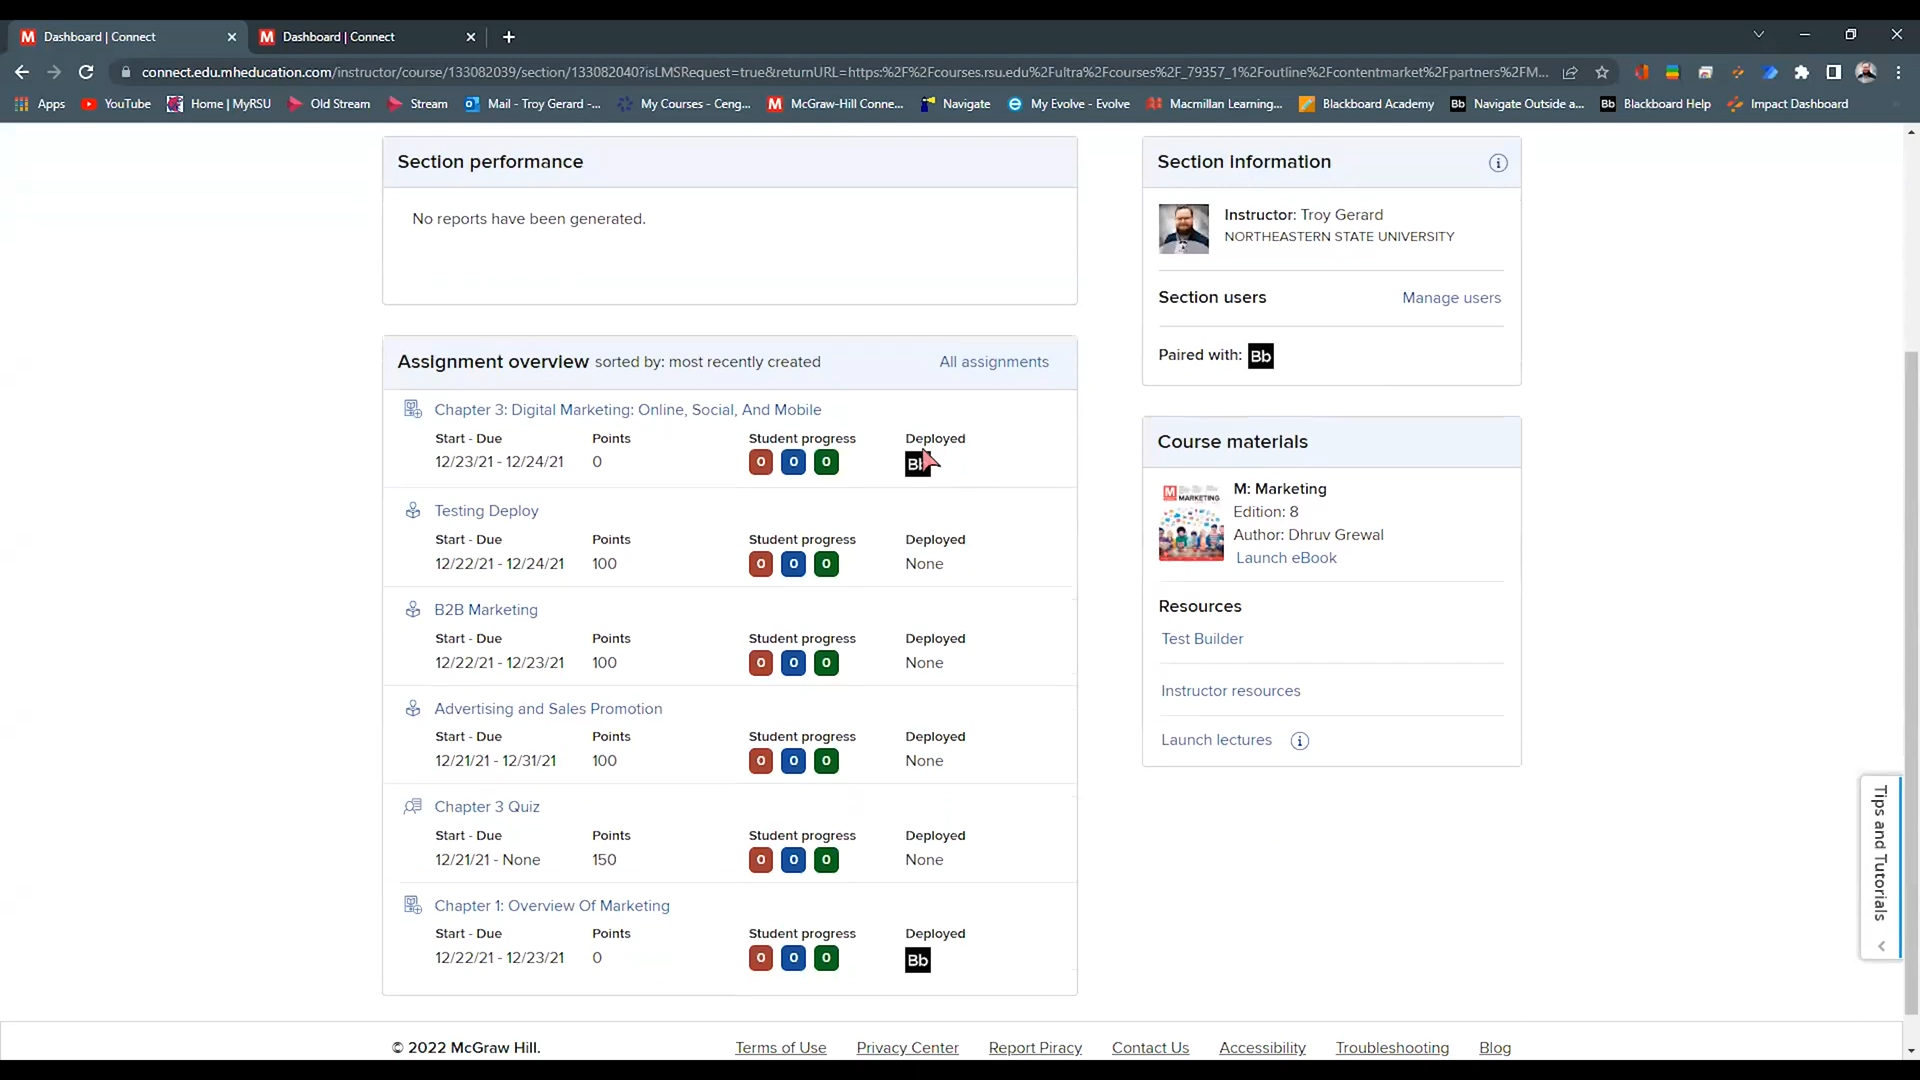 Dashboard | Connect
Dashboard | Connect
connect.edu.mheducation.com/instructor/course/133082039/section/133082040?isLMSRequest=true&returnURL=https:%2F%2Fcourses.rsu.edu%2Fultra%2Fcourses%2F_79357_1%2Foutline%2Fcontentmarket%2Fpartners%2FM...
Apps
YouTube
Home | MyRSU
Old Stream
Stream
Mail - Troy Gerard -...
My Courses - Ceng...
McGraw-Hill Conne...
Navigate
My Evolve - Evolve
Macmillan Learning...
Blackboard Academy
Bb Navigate Outside a...
Bb Blackboard Help
Impact Dashboard
Section performance
No reports have been generated.
Assignment overview sorted by: most recently created
All assignments
Chapter 3: Digital Marketing: Online, Social, And Mobile
Start - Due Points Student progress Deployed
12/23/21 - 12/24/21 0 0 0 0 Bb
Testing Deploy
Start - Due Points Student progress Deployed
12/22/21 - 12/24/21 100 0 0 0 None
B2B Marketing
Start - Due Points Student progress Deployed
12/22/21 - 12/23/21 100 0 0 0 None
Advertising and Sales Promotion
Start - Due Points Student progress Deployed
12/21/21 - 12/31/21 100 0 0 0 None
Chapter 3 Quiz
Start - Due Points Student progress Deployed
12/21/21 - None 150 0 0 0 None
Chapter 1: Overview Of Marketing
Start - Due Points Student progress Deployed
12/22/21 - 12/23/21 0 0 0 0 Bb
Section information
Instructor: Troy Gerard
NORTHEASTERN STATE UNIVERSITY
Section users
Manage users
Paired with: Bb
Course materials
MARKETING
M: Marketing
Edition: 8
Author: Dhruv Grewal
Launch eBook
Resources
Test Builder
Instructor resources
Launch lectures
Tips and Tutorials
© 2022 McGraw Hill.
Terms of Use
Privacy Center
Report Piracy
Contact Us
Accessibility
Troubleshooting
Blog